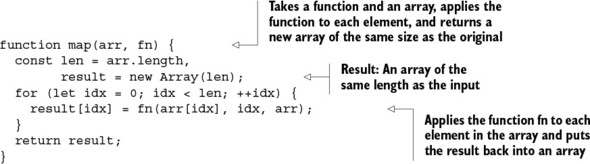 Takes a function and an array, applies the
function to each element, and returns a
new array of the same size as the original
function map(arr, fn) {
  const len = arr.length,
        result = new Array(len);
Result: An array of the
same length as the input
  for (let idx = 0; idx < len; ++idx) {
    result[idx] = fn(arr[idx], idx, arr);
  }
  return result;
}
Applies the function fn to each
element in the array and puts
the result back into an array